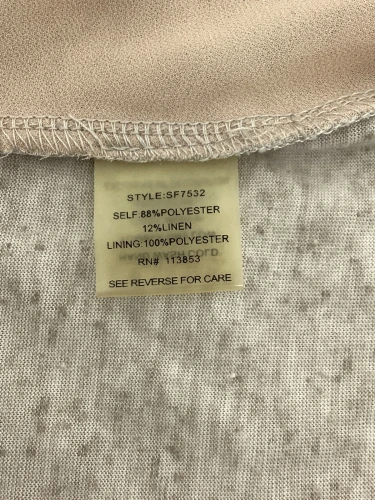 STYLE:SF7532
SELF:88%POLYESTER
12%LINEN
LINING:100%POLYESTER
RN# 113853
SEE REVERSE FOR CARE